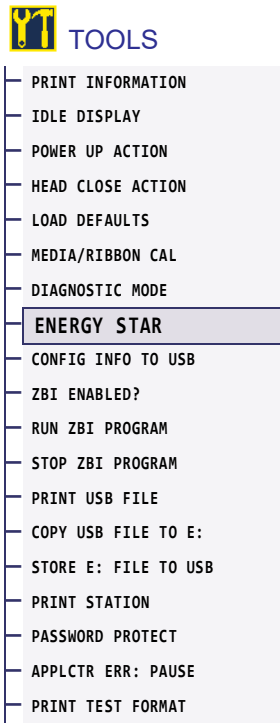 TOOLS
PRINT INFORMATION
IDLE DISPLAY
POWER UP ACTION
HEAD CLOSE ACTION
LOAD DEFAULTS
MEDIA/RIBBON CAL
DIAGNOSTIC MODE
ENERGY STAR
CONFIG INFO TO USB
ZBI ENABLED?
RUN ZBI PROGRAM
STOP ZBI PROGRAM
PRINT USB FILE
COPY USB FILE TO E:
STORE E: FILE TO USB
PRINT STATION
PASSWORD PROTECT
APPLCTR ERR: PAUSE
PRINT TEST FORMAT